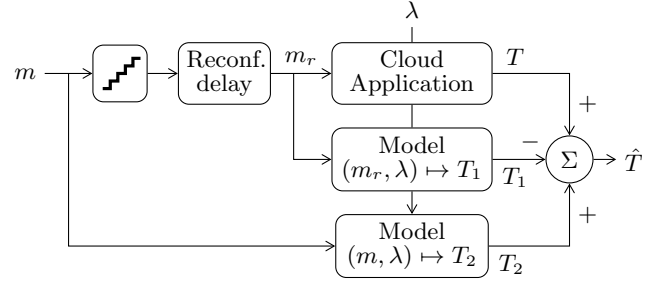 λ
m
Reconf.
delay
m_r
Cloud
Application
T
+
Model
(m_r, λ) ↦ T_1
−
T_1
Σ
T̂
Model
(m, λ) ↦ T_2
+
T_2